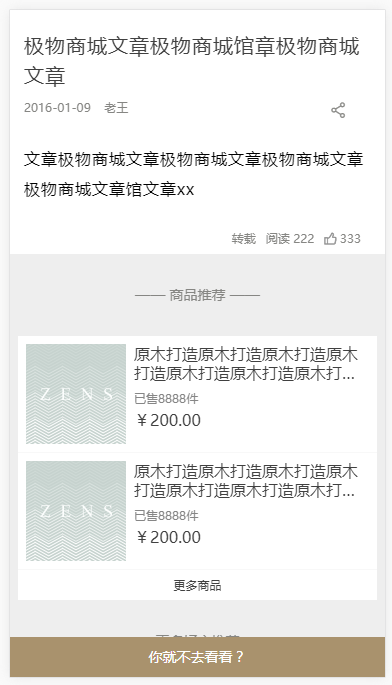 极物商城文章极物商城馆章极物商城
文章
2016-01-09 老王
文章极物商城文章极物商城文章极物商城文章
极物商城文章馆文章xx
转载 阅读 222 333
—— 商品推荐 ——
ZENS
原木打造原木打造原木打造原木
打造原木打造原木打造原木打...
已售8888件
￥200.00
ZENS
原木打造原木打造原木打造原木
打造原木打造原木打造原木打...
已售8888件
￥200.00
更多商品
你就不去看看？